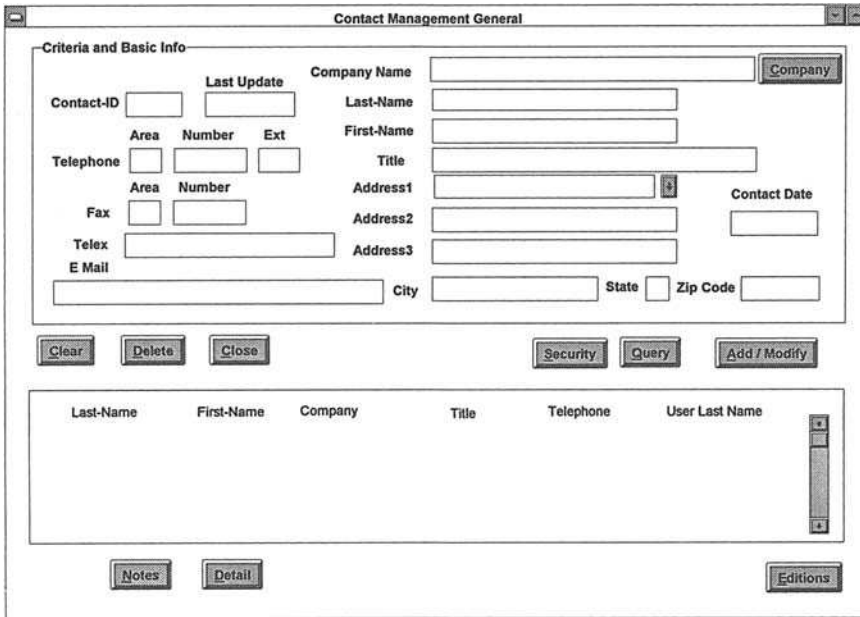 Contact Management General
Criteria and Basic Info
Company Name
Company
Last Update
Contact-ID
Last-Name
Area Number Ext
First-Name
Telephone
Title
Area Number
Address1
Contact Date
Fax
Address2
Telex
Address3
E Mail
City
State
Zip Code
Clear Delete Close Security Query Add / Modify
Last-Name First-Name Company Title Telephone User Last Name
Notes Detail Editions